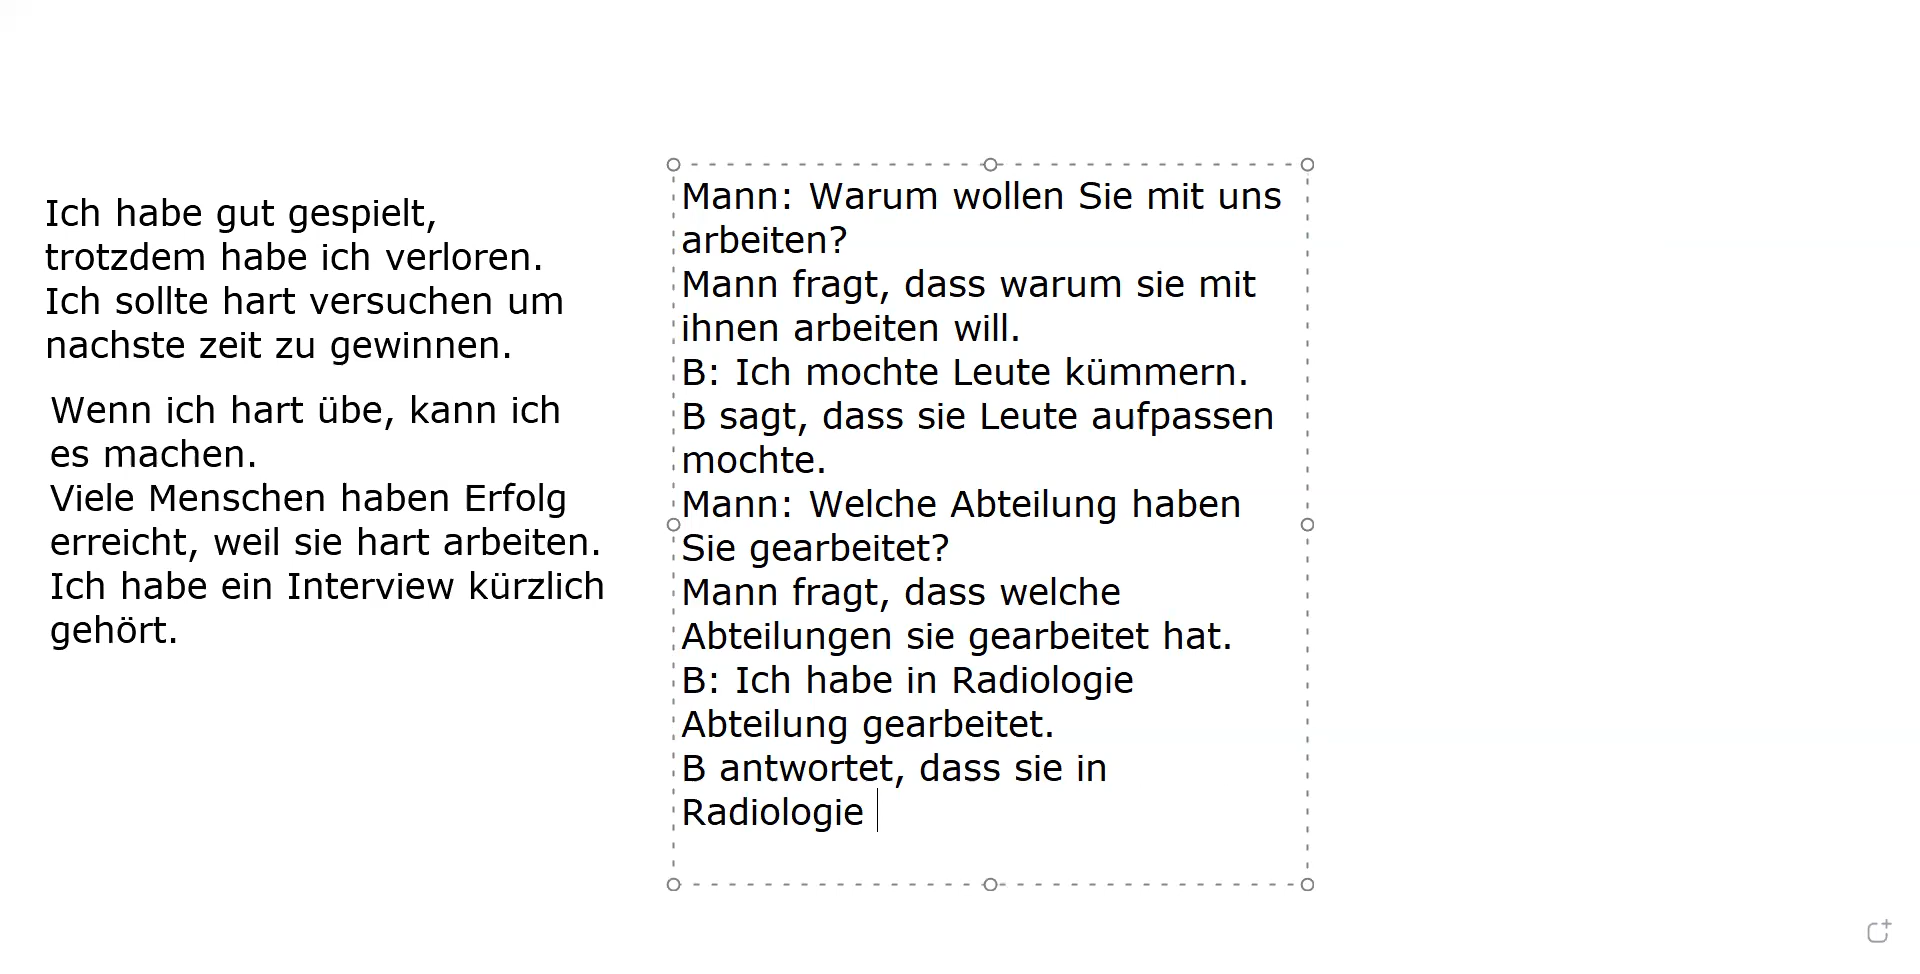 Ich habe gut gespielt,
trotzdem habe ich verloren.
Ich sollte hart versuchen um
nachste zeit zu gewinnen.
Wenn ich hart übe, kann ich
es machen.
Viele Menschen haben Erfolg
erreicht, weil sie hart arbeiten.
Ich habe ein Interview kürzlich
gehört.
Mann: Warum wollen Sie mit uns
arbeiten?
Mann fragt, dass warum sie mit
ihnen arbeiten will.
B: Ich mochte Leute kümmern.
B sagt, dass sie Leute aufpassen
mochte.
Mann: Welche Abteilung haben
Sie gearbeitet?
Mann fragt, dass welche
Abteilungen sie gearbeitet hat.
B: Ich habe in Radiologie
Abteilung gearbeitet.
B antwortet, dass sie in
Radiologie